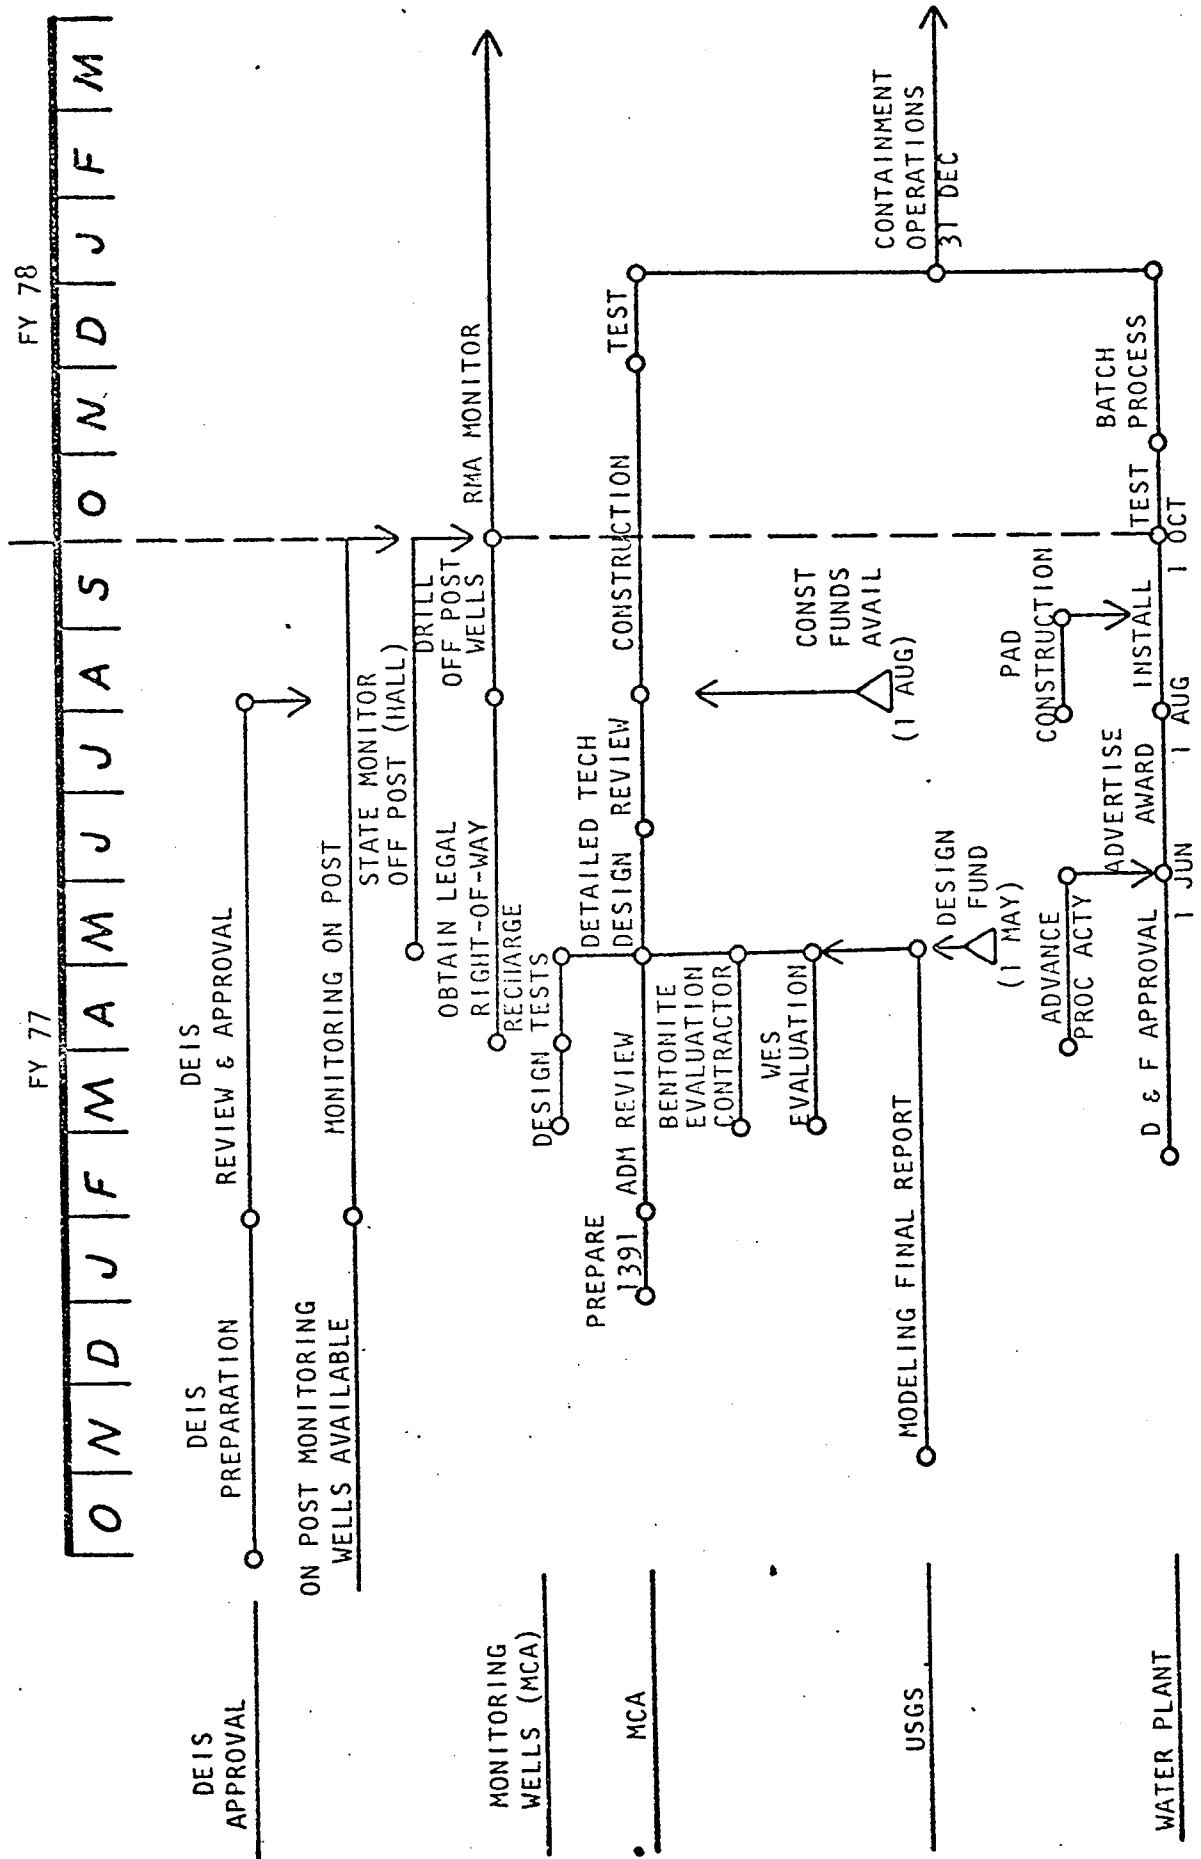 FY 77
FY 78
O N D J F M A M J J A S O N D J F M
DEIS
APPROVAL
DEIS
PREPARATION
DEIS
REVIEW & APPROVAL
ON POST MONITORING
WELLS AVAILABLE
MONITORING ON POST
STATE MONITOR
OFF POST (HALL)
MONITORING
WELLS (MCA)
OBTAIN LEGAL
RIGHT-OF-WAY
DRILL
OFF POST
WELLS
RMA MONITOR
RECHARGE
DESIGN TESTS
MCA
PREPARE
1391
ADM REVIEW
DETAILED TECH
DESIGN REVIEW
CONSTRUCTION
TEST
BENTONITE
EVALUATION
CONTRACTOR
WES
EVALUATION
CONST
FUNDS
AVAIL
(1 AUG)
CONTAINMENT
OPERATIONS
31 DEC
USGS
MODELING FINAL REPORT
DESIGN
FUND
(1 MAY)
ADVANCE
PROC ACTY
PAD
CONSTRUCTION
WATER PLANT
D & F APPROVAL
ADVERTISE
AWARD
INSTALL
TEST
BATCH
PROCESS
1 JUN
1 AUG
1 OCT